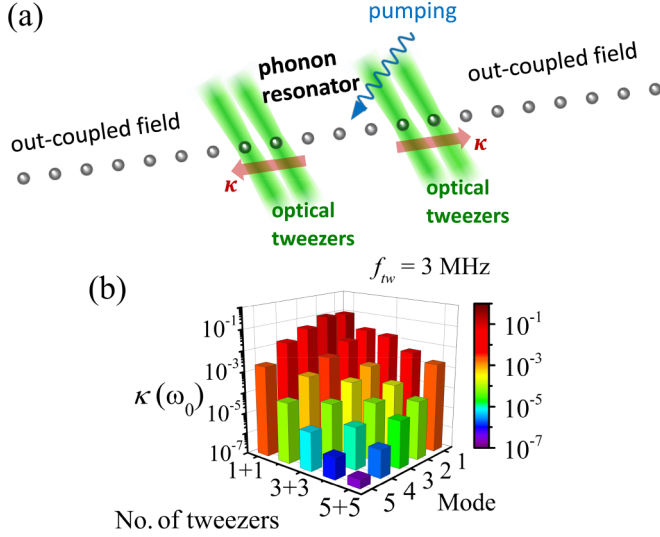 (a)
pumping
phonon
resonator
out-coupled field
out-coupled field
κ
κ
optical
tweezers
optical
tweezers
(b)
f_tw = 3 MHz
10⁻¹
10⁻³
10⁻⁵
10⁻⁷
κ (ω₀)
10⁻¹
10⁻³
10⁻⁵
10⁻⁷
1+1
3+3
5+5
No. of tweezers
5
4
3
2
1
Mode